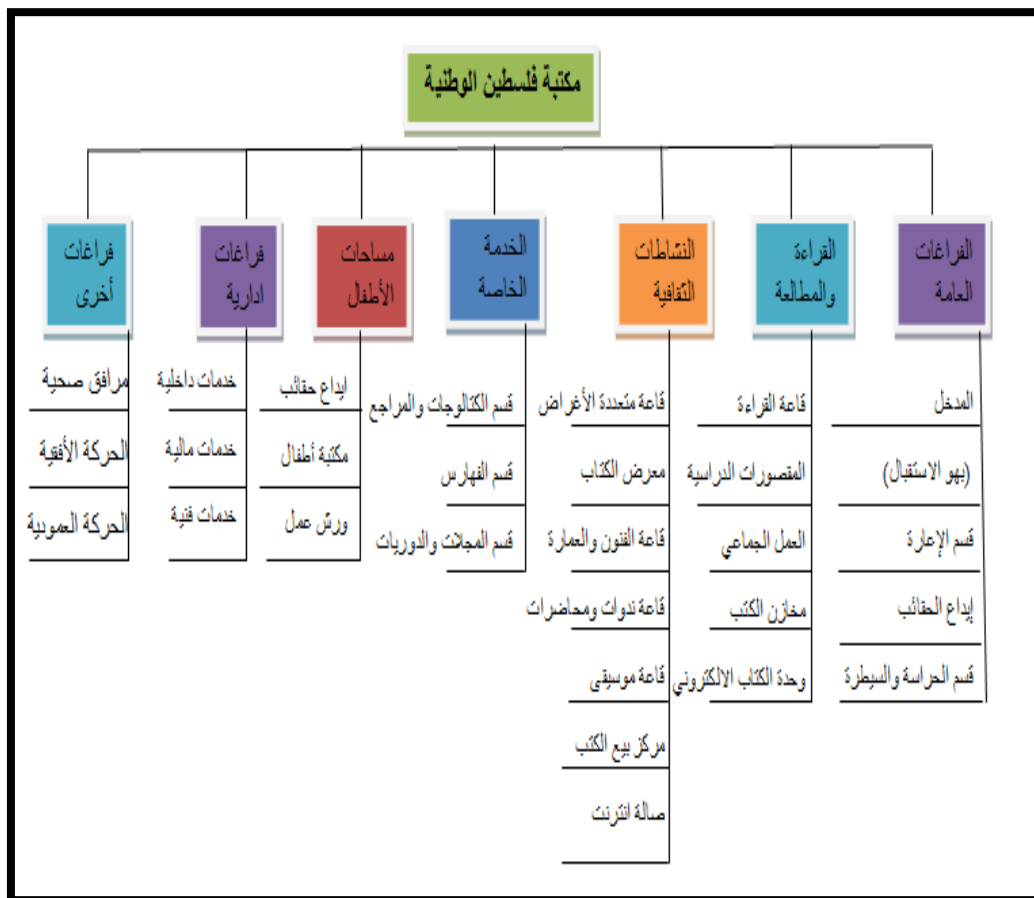 مكتبة فلسطين الوطنية
الفراغات
العامة
المدخل
(بهو الاستقبال)
قسم الإعارة
إيداع الحقائب
قسم الحراسة والسيطرة
القراءة
والمطالعة
قاعة القراءة
المقصورات الدراسية
العمل الجماعي
مخازن الكتب
وحدة الكتاب الالكتروني
النشاطات
الثقافية
قاعة متعددة الأغراض
معرض الكتاب
قاعة الفنون والعمارة
قاعة ندوات ومحاضرات
قاعة موسيقى
مركز بيع الكتب
صالة انترنت
الخدمة
الخاصة
قسم الكتالوجات والمراجع
قسم الفهارس
قسم المجلات والدوريات
مساحات
الأطفال
ايداع حقائب
مكتبة أطفال
ورش عمل
فراغات
ادارية
خدمات داخلية
خدمات مالية
خدمات فنية
فراغات
أخرى
مرافق صحية
الحركة الأفقية
الحركة العمودية